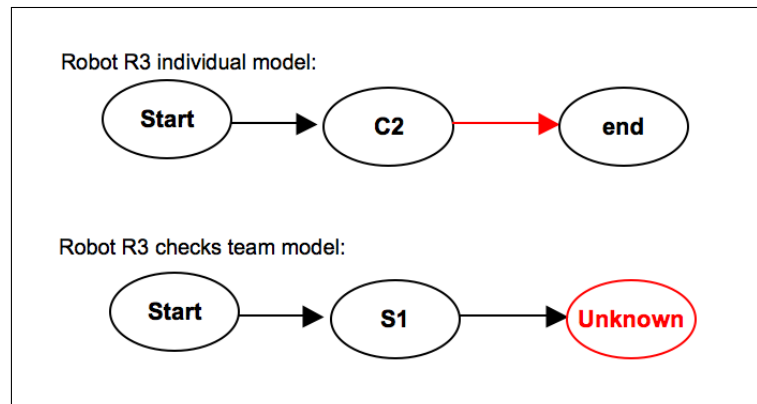 Robot R3 individual model:
Start
C2
end
Robot R3 checks team model:
Start
S1
Unknown